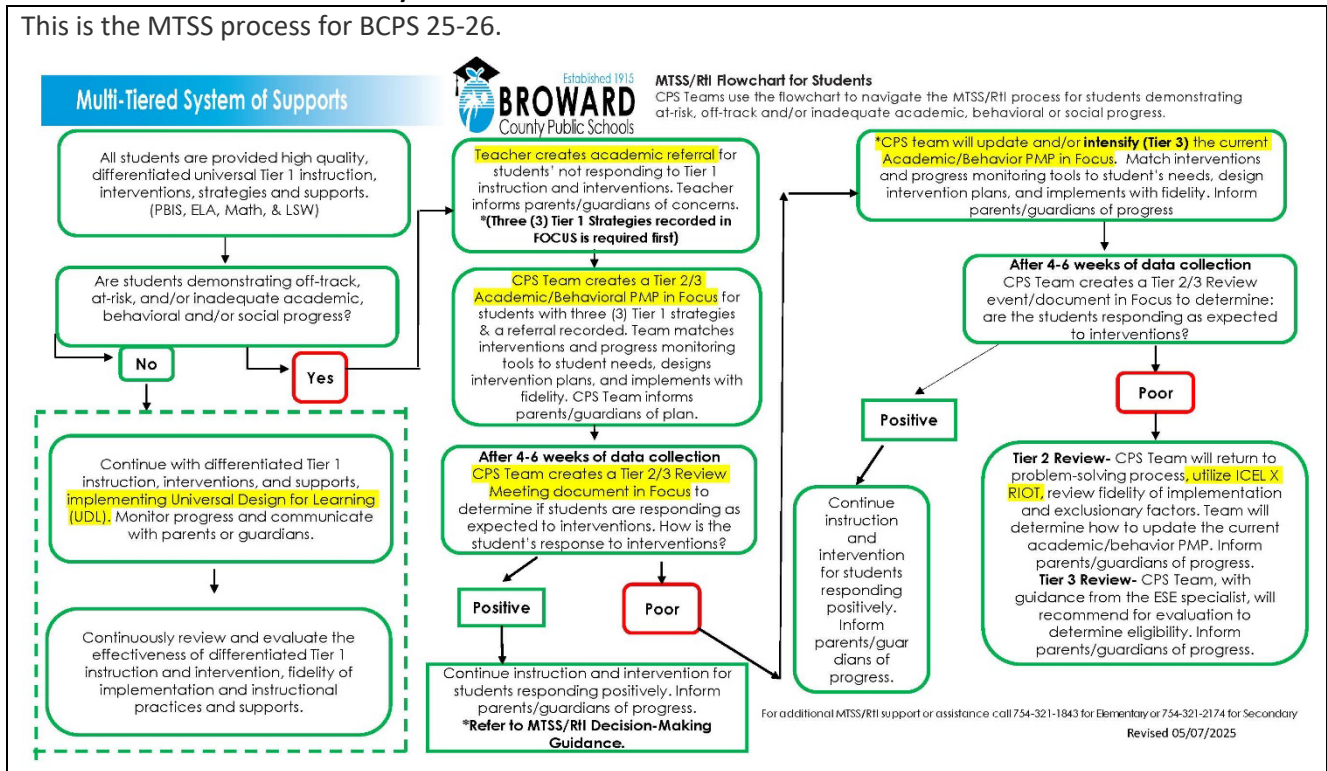 This is the MTSS process for BCPS 25-26.
Multi-Tiered System of Supports
Established 1915
BROWARD
County Public Schools
MTSS/RtI Flowchart for Students
CPS Teams use the flowchart to navigate the MTSS/RtI process for students demonstrating
at-risk, off-track and/or inadequate academic, behavioral or social progress.
All students are provided high quality,
differentiated universal Tier 1 instruction,
interventions, strategies and supports.
(PBIS, ELA, Math, & LSW)
Are students demonstrating off-track,
at-risk, and/or inadequate academic,
behavioral and/or social progress?
No
Yes
Continue with differentiated Tier 1
instruction, interventions, and supports,
implementing Universal Design for Learning
(UDL). Monitor progress and communicate
with parents or guardians.
Continuously review and evaluate the
effectiveness of differentiated Tier 1
instruction and intervention, fidelity of
implementation and instructional
practices and supports.
Teacher creates academic referral for
students' not responding to Tier 1
instruction and interventions. Teacher
informs parents/guardians of concerns.
*(Three (3) Tier 1 Strategies recorded in
FOCUS is required first)
CPS Team creates a Tier 2/3
Academic/Behavioral PMP in Focus for
students with three (3) Tier 1 strategies
& a referral recorded. Team matches
interventions and progress monitoring
tools to student needs, designs
intervention plans, and implements with
fidelity. CPS Team informs
parents/guardians of plan.
After 4-6 weeks of data collection
CPS Team creates a Tier 2/3 Review
Meeting document in Focus to
determine if students are responding as
expected to interventions. How is the
student's response to interventions?
Positive
Poor
Continue instruction and intervention for
students responding positively. Inform
parents/guardians of progress.
*Refer to MTSS/RtI Decision-Making
Guidance.
*CPS team will update and/or intensify (Tier 3) the current
Academic/Behavior PMP in Focus. Match interventions
and progress monitoring tools to student's needs, design
intervention plans, and implements with fidelity. Inform
parents/guardians of progress
After 4-6 weeks of data collection
CPS Team creates a Tier 2/3 Review
event/document in Focus to determine:
are the students responding as expected
to interventions?
Positive
Poor
Continue
instruction
and
intervention
for students
responding
positively.
Inform
parents/guar
dians of
progress.
Tier 2 Review- CPS Team will return to
problem-solving process, utilize ICEL X
RIOT, review fidelity of implementation
and exclusionary factors. Team will
determine how to update the current
academic/behavior PMP. Inform
parents/guardians of progress.
Tier 3 Review- CPS Team, with
guidance from the ESE specialist, will
recommend for evaluation to
determine eligibility. Inform
parents/guardians of progress.
For additional MTSS/RtI support or assistance call 754-321-1843 for Elementary or 754-321-2174 for Secondary
Revised 05/07/2025